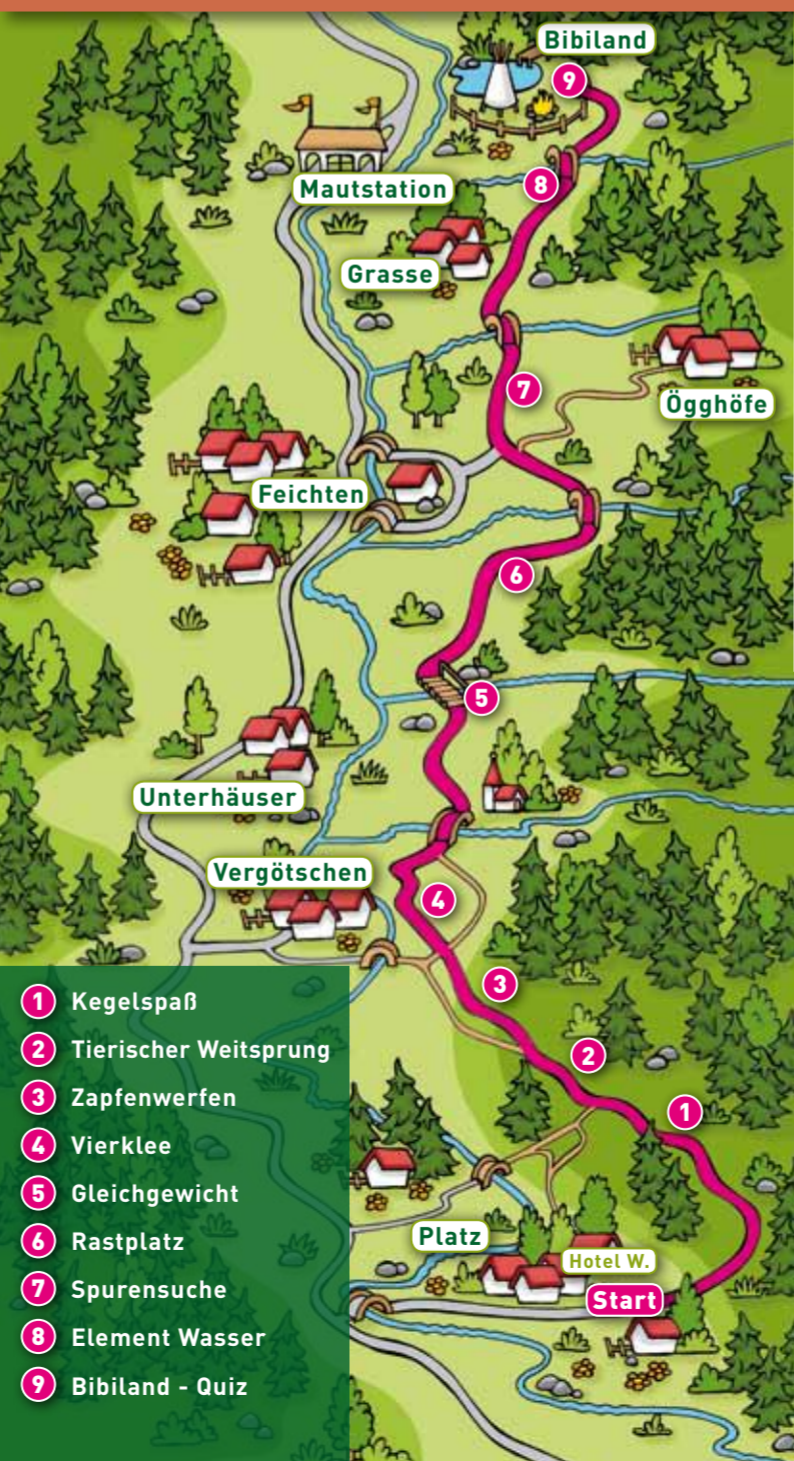 Bibiland
9
Mautstation
8
Grasse
7
Ögghöfe
Feichten
6
5
Unterhäuser
Vergötschen
4
3
2
1
Platz
Hotel W.
Start
1 Kegelspaß
2 Tierischer Weitsprung
3 Zapfenwerfen
4 Vierklee
5 Gleichgewicht
6 Rastplatz
7 Spurensuche
8 Element Wasser
9 Bibiland - Quiz